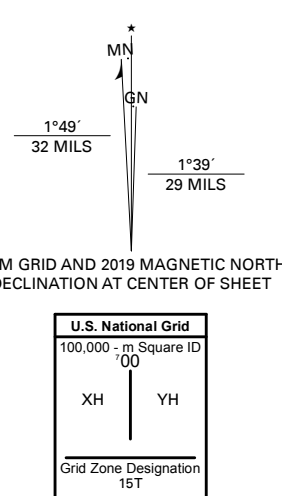 ★
MN
GN
1°49´
32 MILS
1°39´
29 MILS
M GRID AND 2019 MAGNETIC NORTH
DECLINATION AT CENTER OF SHEET
U.S. National Grid
100,000 - m Square ID
⁷00
XH YH
Grid Zone Designation
15T